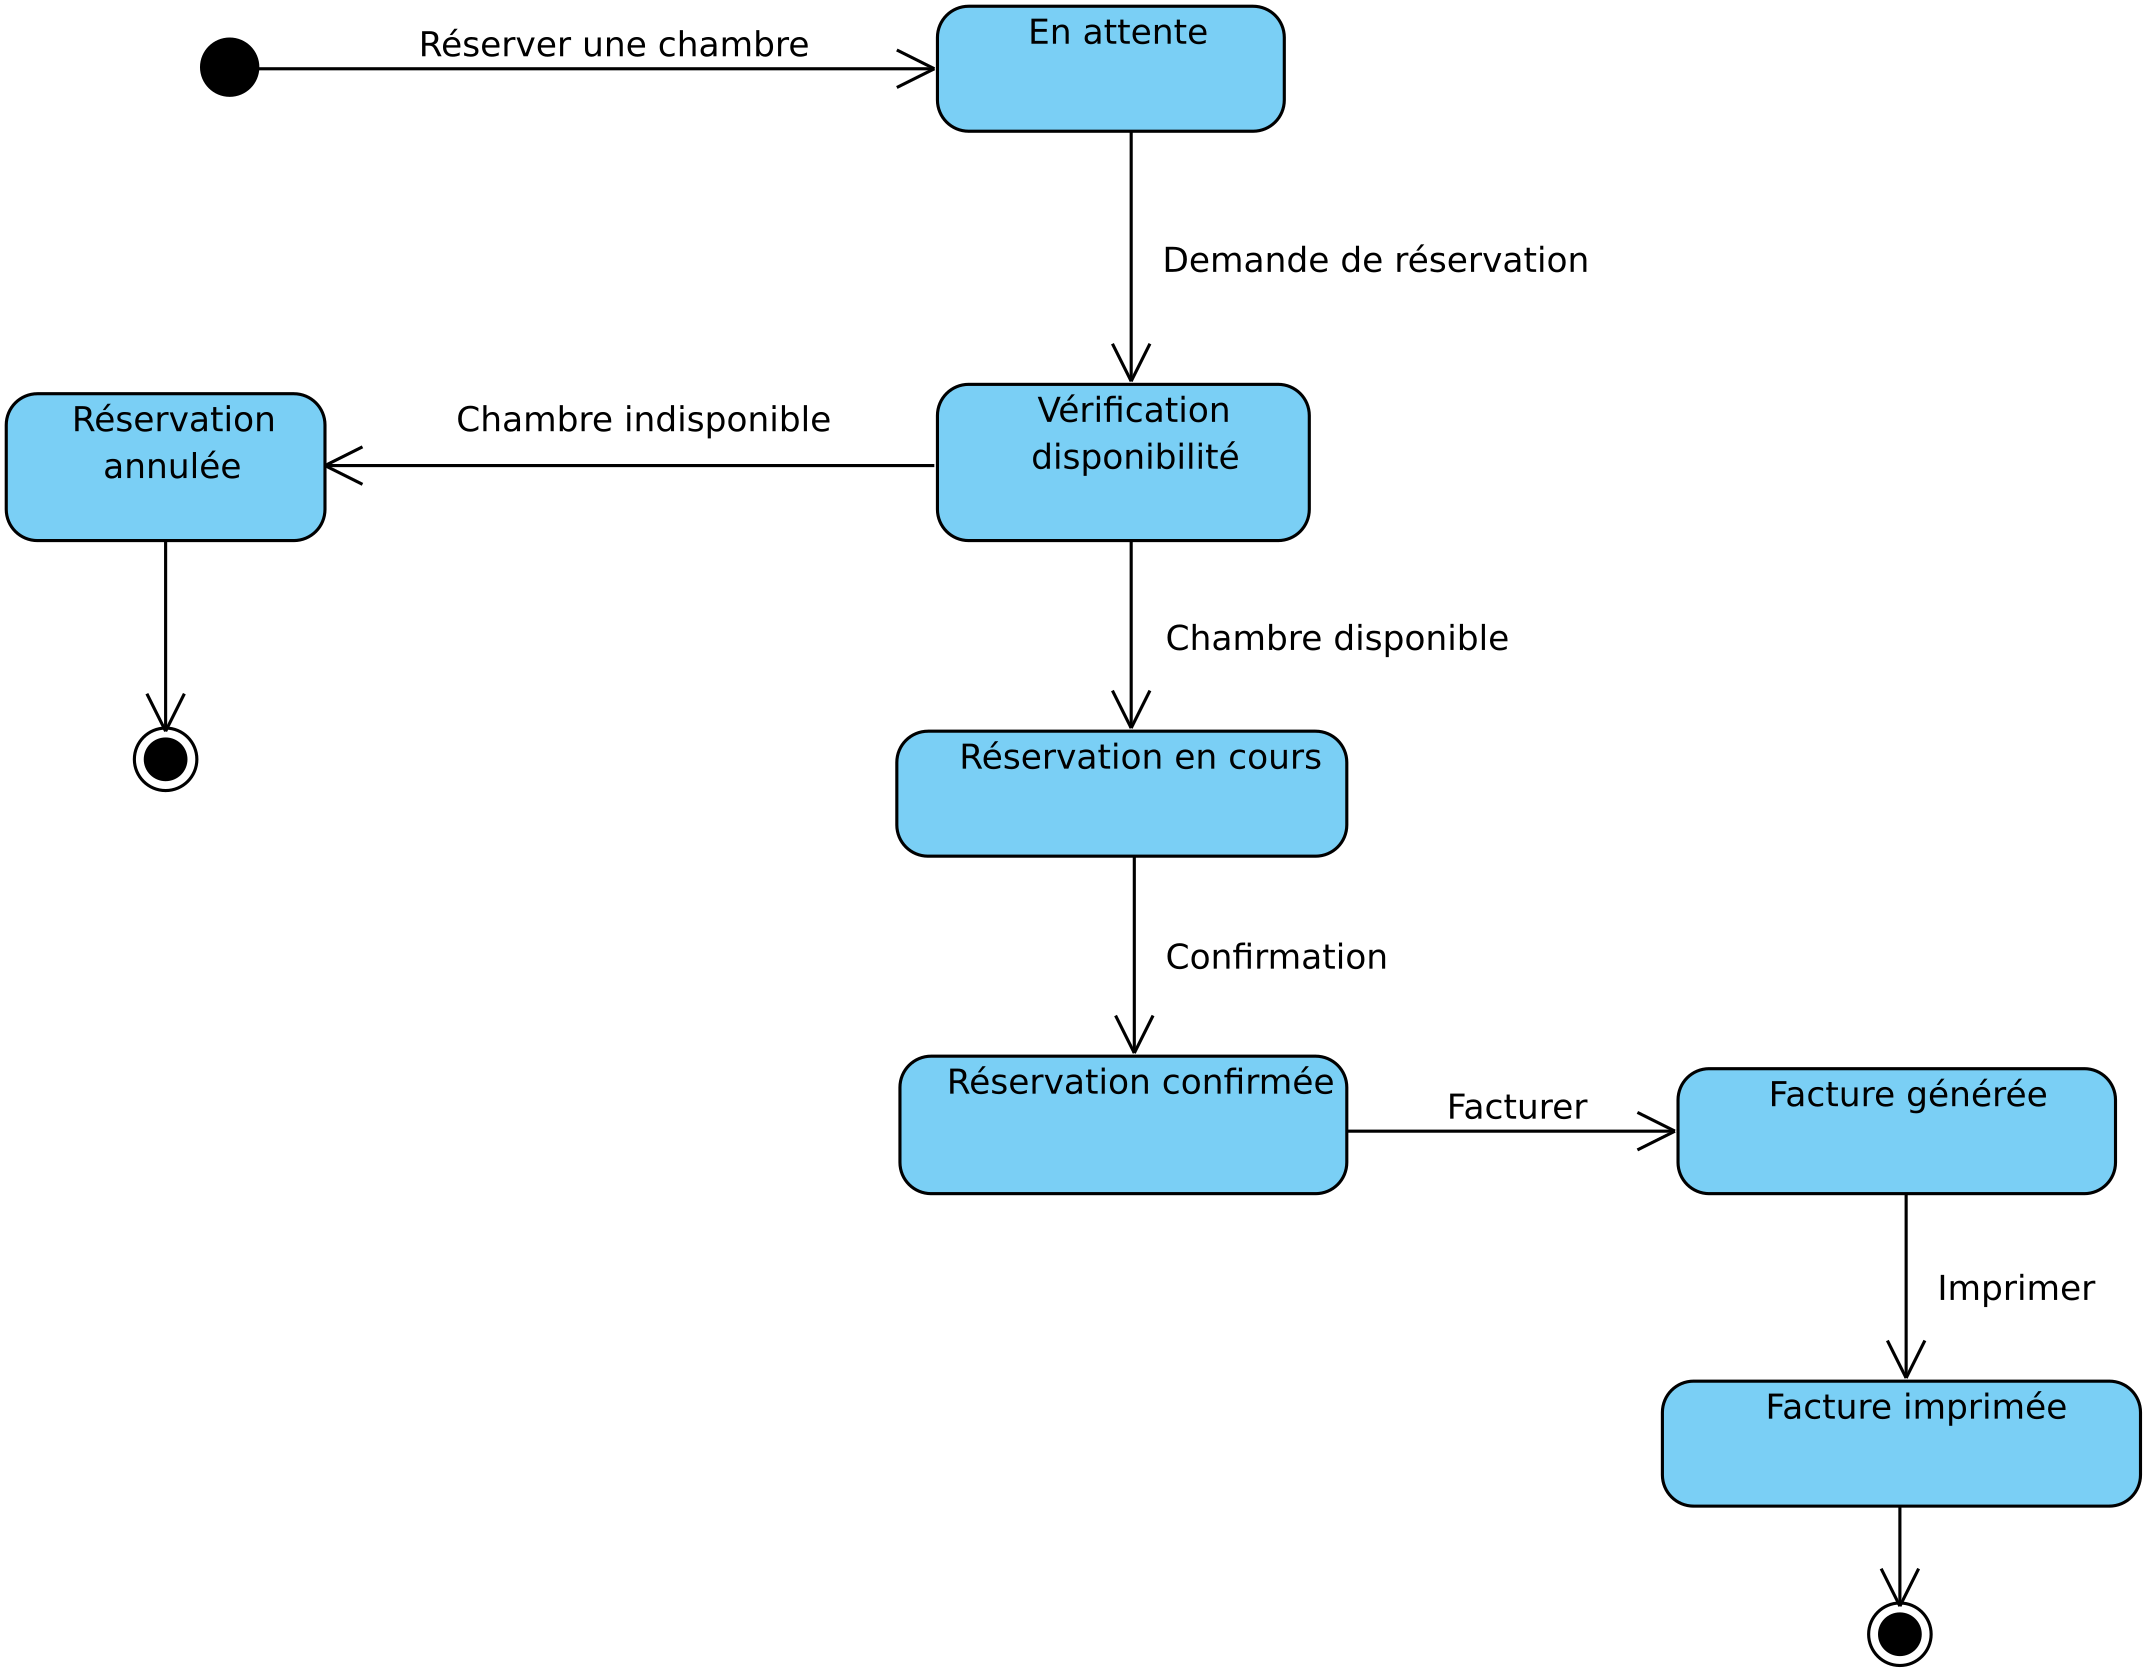 Réserver une chambre
En attente
Demande de réservation
Réservation
annulée
Chambre indisponible
Vérification
disponibilité
Chambre disponible
Réservation en cours
Confirmation
Réservation confirmée
Facturer
Facture générée
Imprimer
Facture imprimée